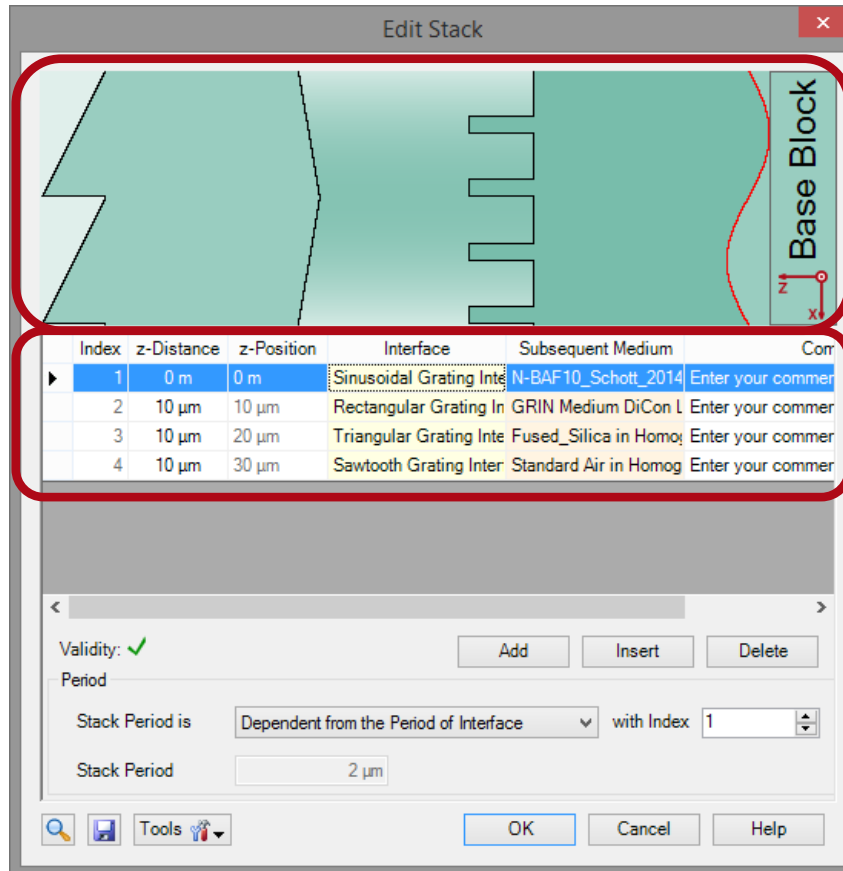 Edit Stack
×
Base Block
z
x
Index z-Distance z-Position Interface Subsequent Medium Com
1 0 m 0 m Sinusoidal Grating Inte N-BAF10_Schott_2014 Enter your commer
2 10 µm 10 µm Rectangular Grating In GRIN Medium DiCon L Enter your commer
3 10 µm 20 µm Triangular Grating Inte Fused_Silica in Homog Enter your commer
4 10 µm 30 µm Sawtooth Grating Inter Standard Air in Homog Enter your commer
Validity:
Add Insert Delete
Period
Stack Period is Dependent from the Period of Interface with Index 1
Stack Period 2 µm
Tools OK Cancel Help